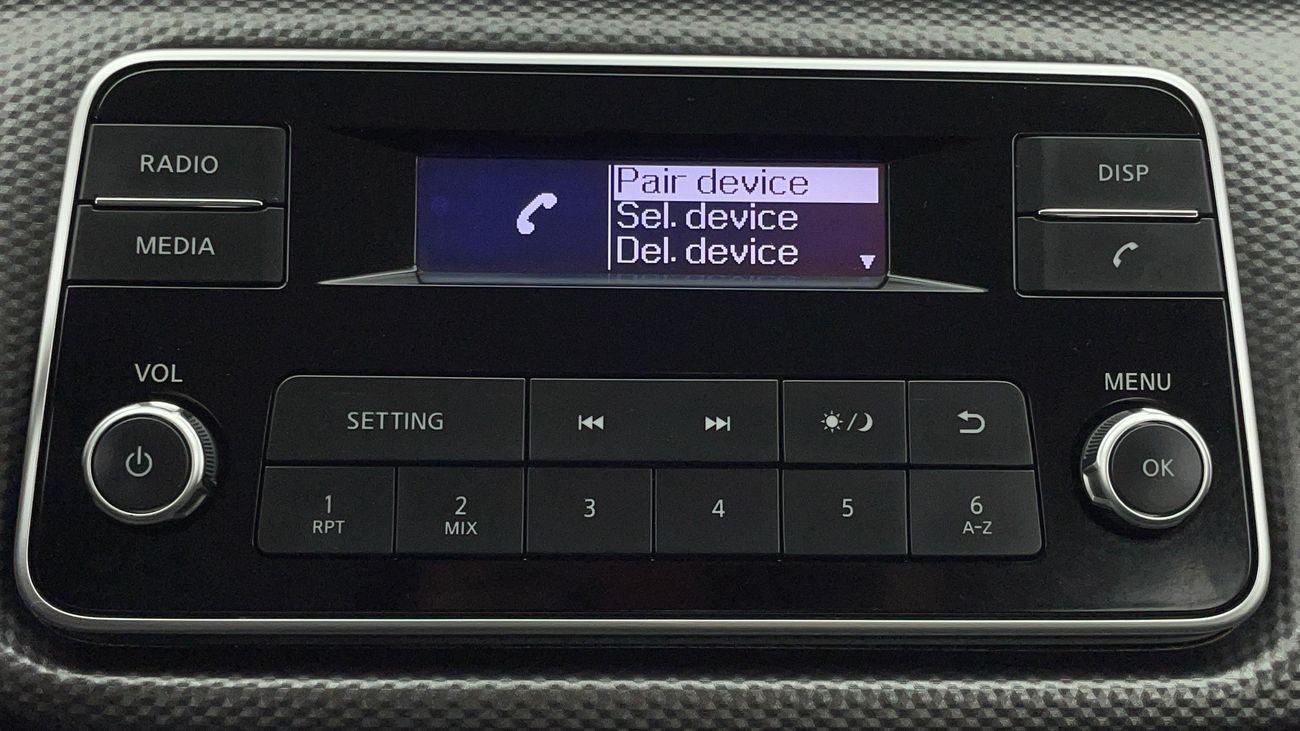 RADIO
MEDIA
Pair device
Sel. device
Del. device
DISP
VOL
MENU
SETTING
OK
1
RPT
2
MIX
3
4
5
6
A-Z